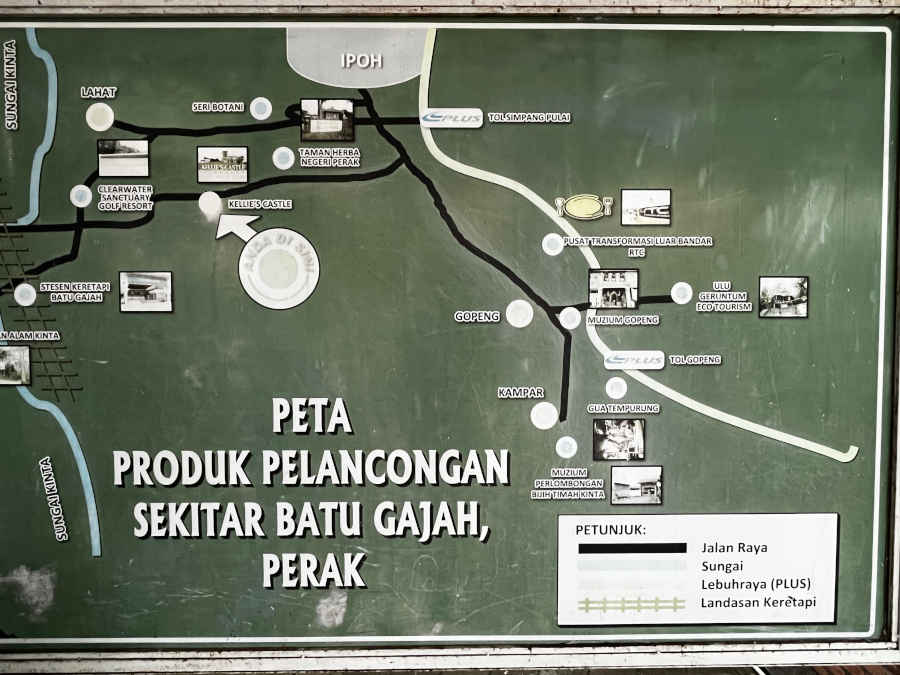 SUNGAI KINTA
IPOH
LAHAT
SERI BOTANI
PLUS
TOL SIMPANG PULAI
TAMAN HERBA
NEGERI PERAK
KELLIE'S CASTLE
CLEARWATER
SANCTUARY
GOLF RESORT
KELLIE'S CASTLE
ANDA DI SINI
PUSAT TRANSFORMASI LUAR BANDAR
RTC
STESEN KERETAPI
BATU GAJAH
ULU
GERUNTUM
ECO TOURISM
GOPENG
MUZIUM GOPENG
AN ALAM KINTA
PLUS
TOL GOPENG
KAMPAR
GUA TEMPURUNG
PETA
PRODUK PELANCONGAN
SEKITAR BATU GAJAH,
PERAK
MUZIUM
PERLOMBONGAN
BIJIH TIMAH KINTA
SUNGAI KINTA
PETUNJUK:
Jalan Raya
Sungai
Lebuhraya (PLUS)
Landasan Keretapi